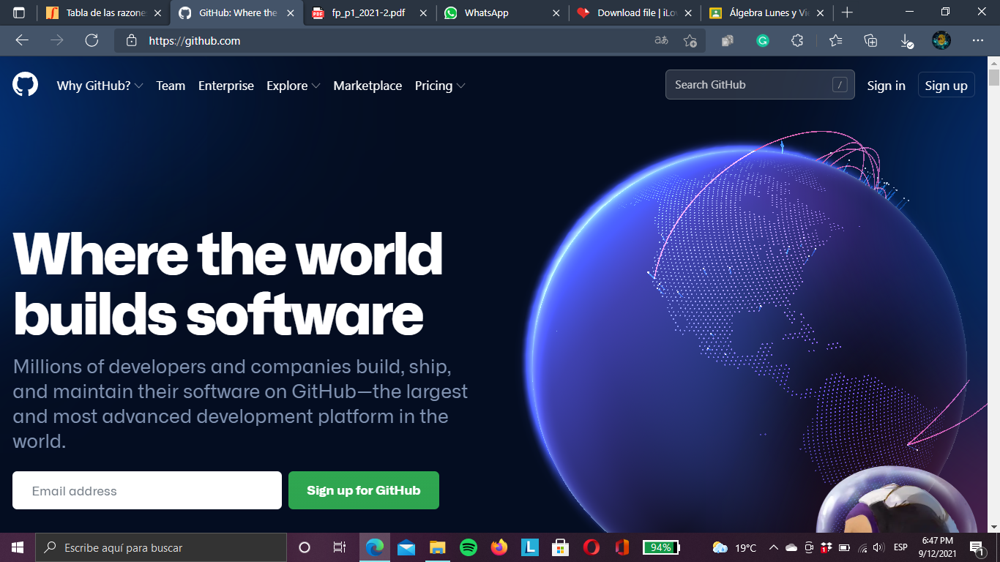 Tabla de las razone
GitHub: Where the
fp_p1_2021-2.pdf
WhatsApp
Download file | iLo
Álgebra Lunes y Vie
https://github.com
Why GitHub? Team Enterprise Explore Marketplace Pricing
Search GitHub /
Sign in
Sign up
Where the world
builds software
Millions of developers and companies build, ship,
and maintain their software on GitHub—the largest
and most advanced development platform in the
world.
Email address
Sign up for GitHub
Escribe aquí para buscar
94%
19°C
ESP
6:47 PM
9/12/2021